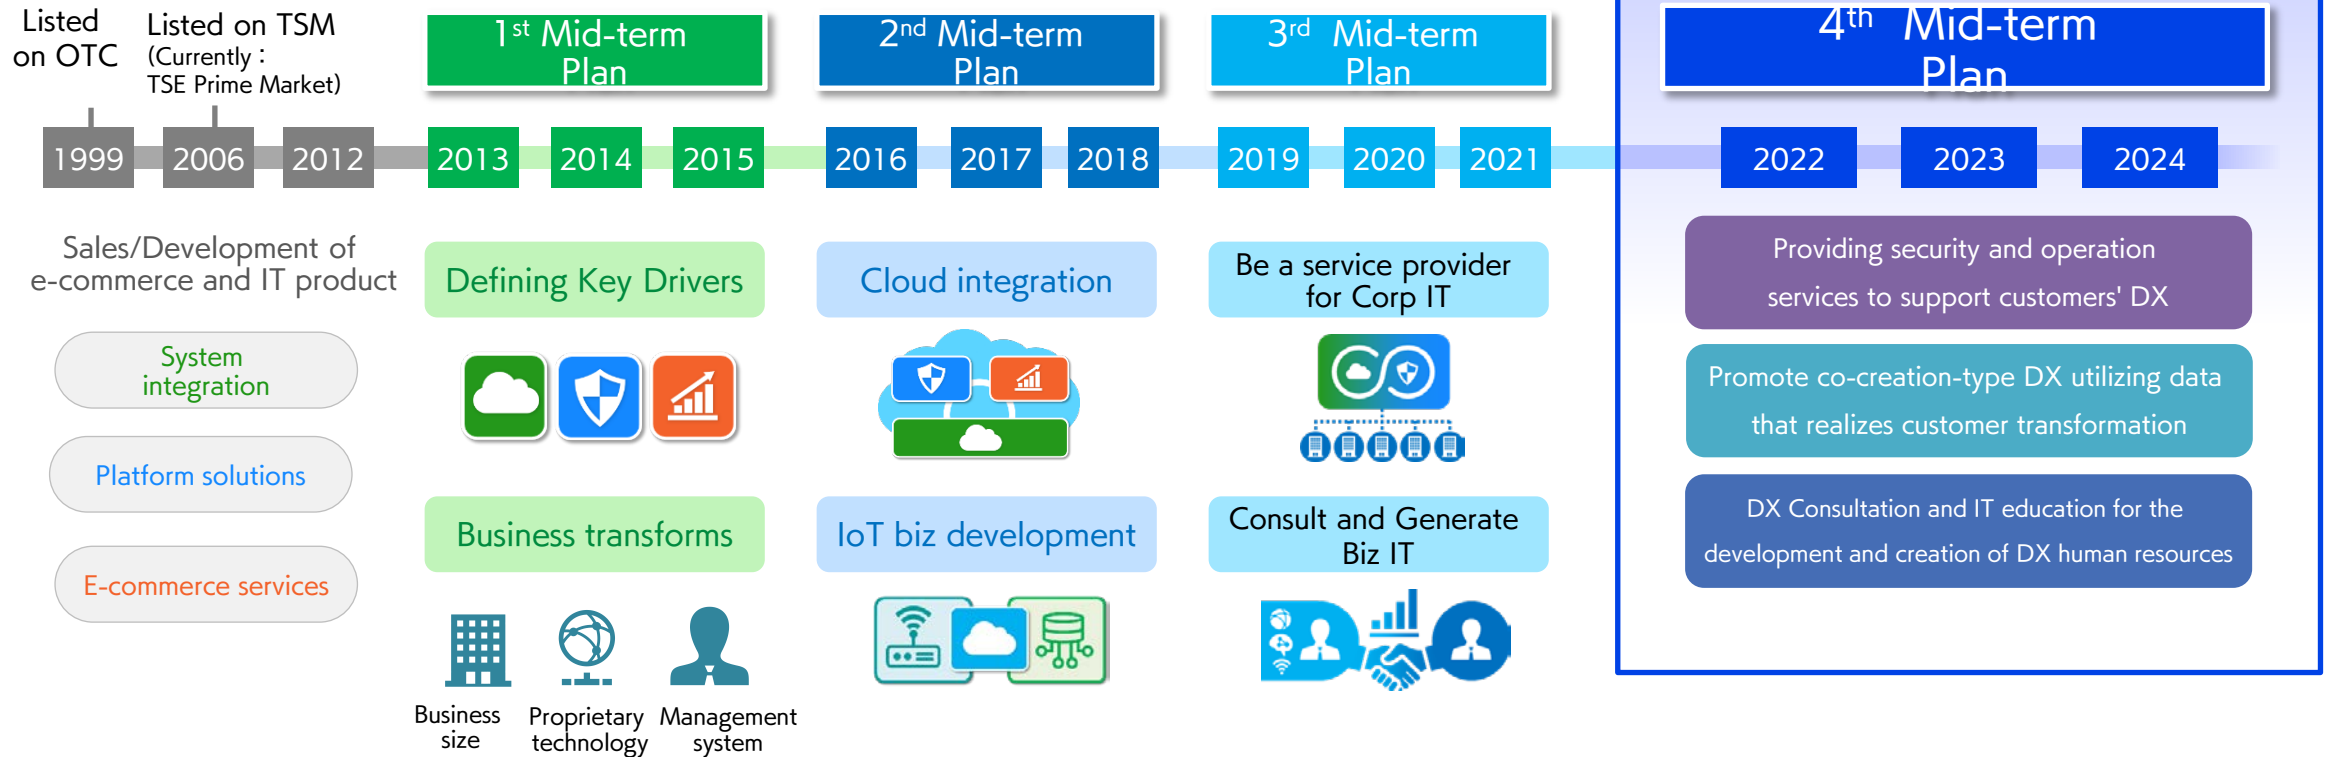 Listed
on OTC
Listed on TSM
(Currently :
TSE Prime Market)
1st Mid-term
Plan
2nd Mid-term
Plan
3rd Mid-term
Plan
4th Mid-term
Plan
1999
2006
2012
2013
2014
2015
2016
2017
2018
2019
2020
2021
2022
2023
2024
Sales/Development of
e-commerce and IT product
System
integration
Platform solutions
E-commerce services
Defining Key Drivers
Business transforms
Business
size
Proprietary
technology
Management
system
Cloud integration
IoT biz development
Be a service provider
for Corp IT
Consult and Generate
Biz IT
Providing security and operation
services to support customers' DX
Promote co-creation-type DX utilizing data
that realizes customer transformation
DX Consultation and IT education for the
development and creation of DX human resources